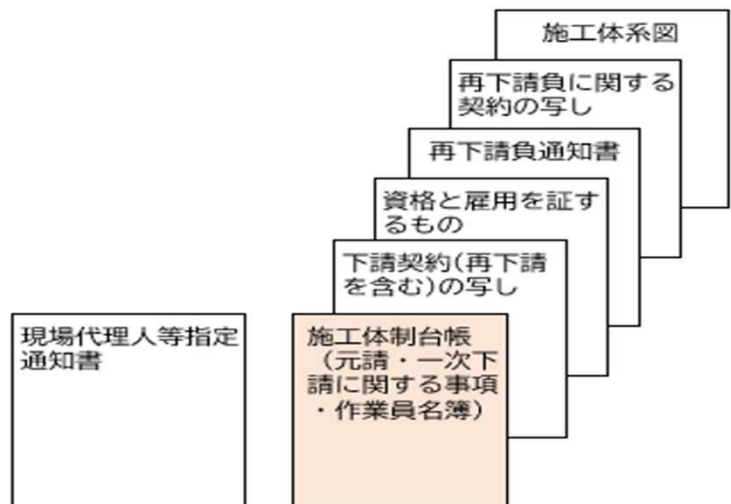 施工体系図
再下請負に関する
契約の写し
再下請負通知書
資格と雇用を証す
るもの
下請契約(再下請
を含む)の写し
現場代理人等指定
通知書
施工体制台帳
（元請・一次下
請に関する事項
・作業員名簿）